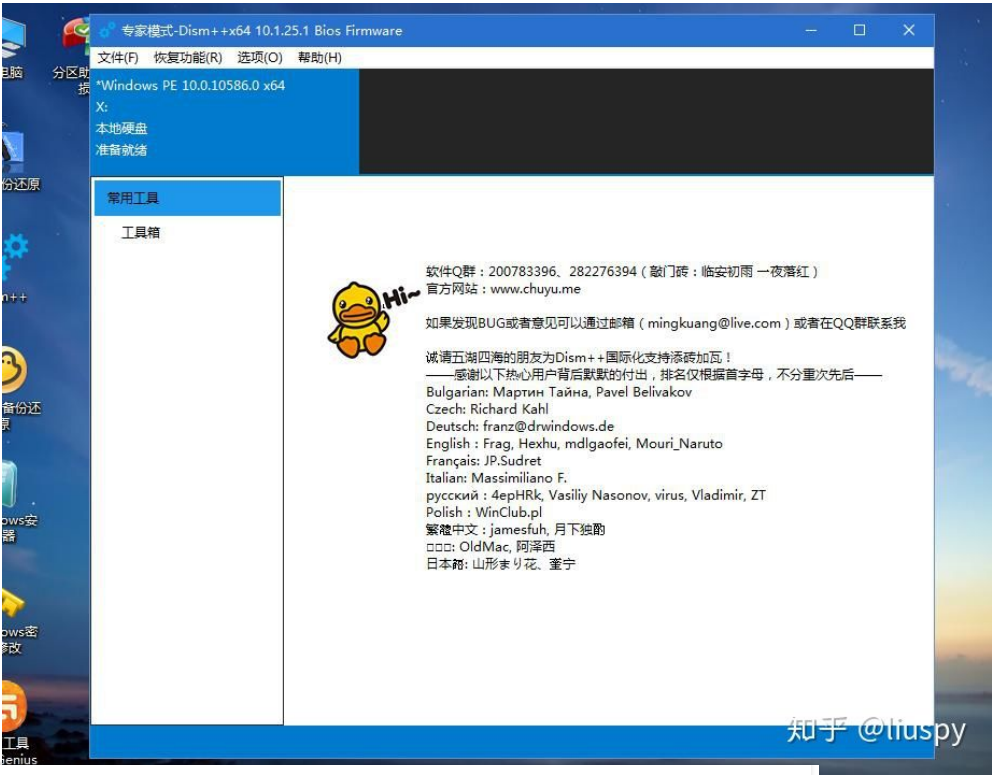 专家模式-Dism++x64 10.1.25.1 Bios Firmware
文件(F) 恢复功能(R) 选项(O) 帮助(H)
*Windows PE 10.0.10586.0 x64
X:
本地硬盘
准备就绪
常用工具
工具箱
Hi~
软件Q群：200783396、282276394（敲门砖：临安初雨 一夜落红）
官方网站：www.chuyu.me
如果发现BUG或者意见可以通过邮箱（mingkuang@live.com）或者在QQ群联系我
诚请五湖四海的朋友为Dism++国际化支持添砖加瓦！
——感谢以下热心用户背后默默的付出，排名仅根据首字母，不分重次先后——
Bulgarian: Мартин Тайна, Pavel Belivakov
Czech: Richard Kahl
Deutsch: franz@drwindows.de
English：Frag, Hexhu, mdlgaofei, Mouri_Naruto
Français: JP.Sudret
Italian: Massimiliano F.
русский：4epHRk, Vasiliy Nasonov, virus, Vladimir, ZT
Polish：WinClub.pl
繁體中文：jamesfuh, 月下独酌
□□□: OldMac, 阿泽西
日本語: 山形まり花、董宁
电脑
分区助
损
份还原
m++
备份还
原
ows安
器
ows密
修改
工具
Genius
知乎 @liuspy